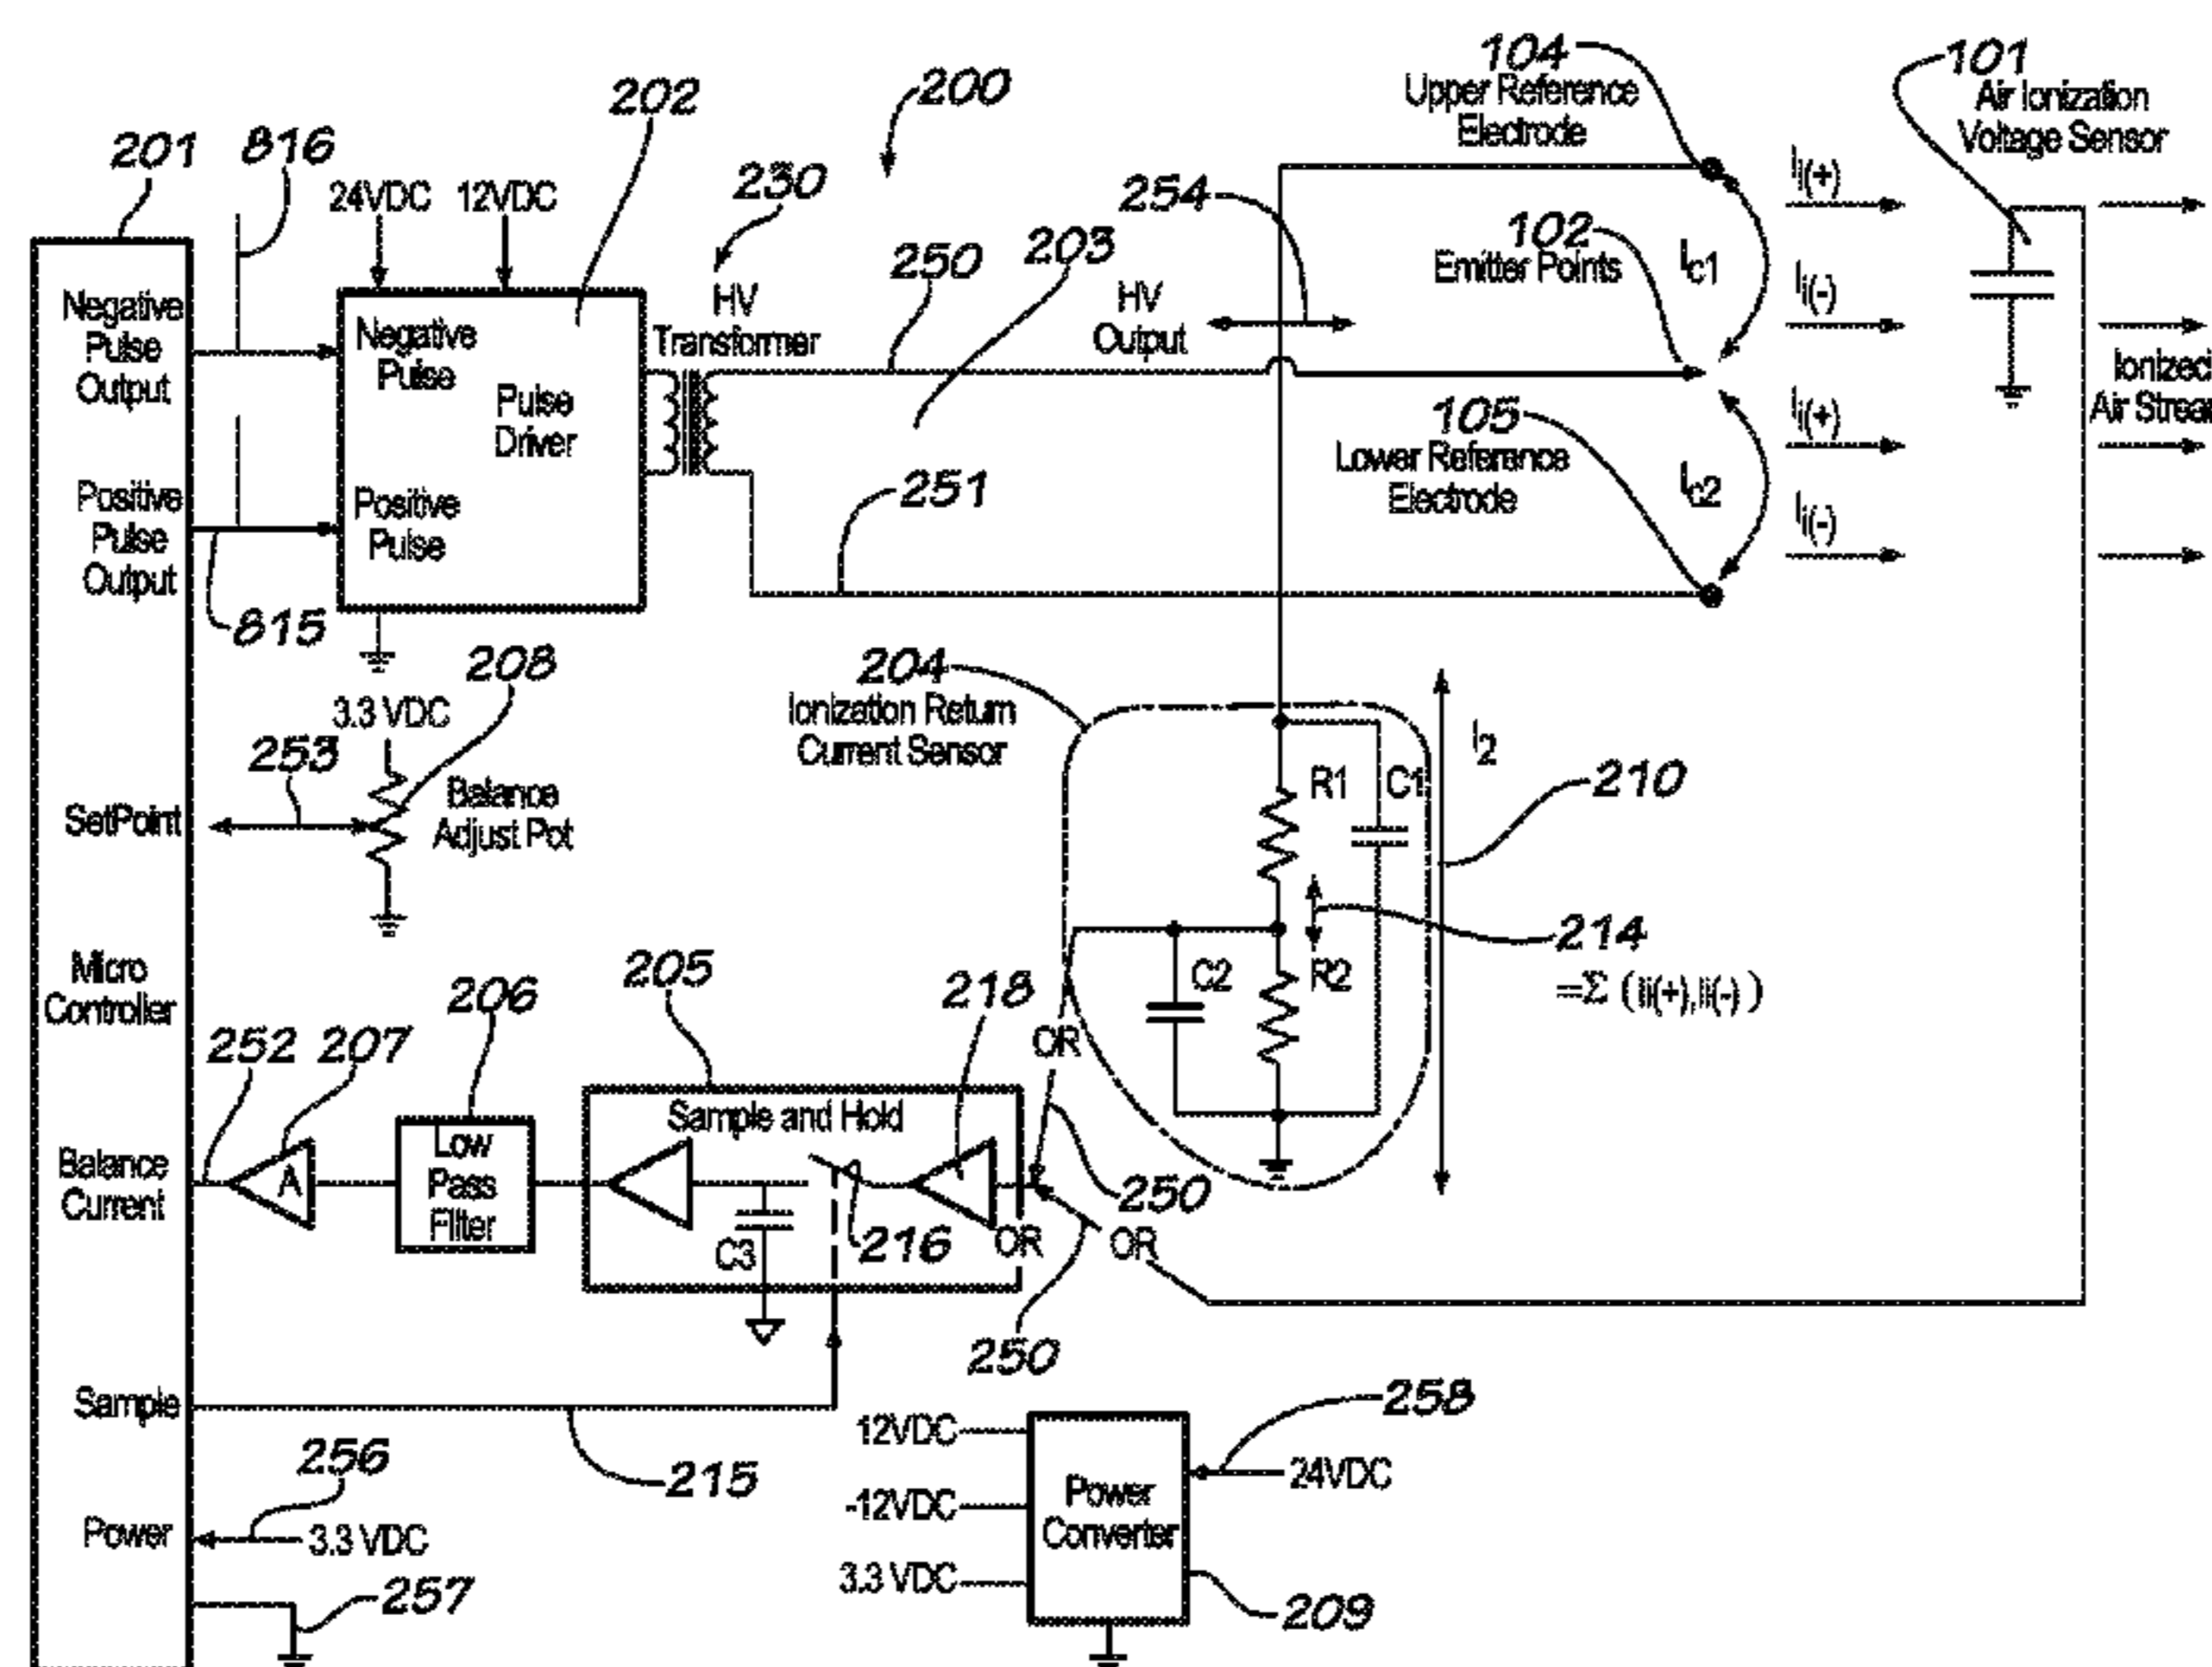 104
Upper Reference
Electrode
101
Air Ionization
Voltage Sensor
200
202
201
816
24VDC
12VDC
230
HV
Transformer
250
203
254
HV
Output
102
Emitter Points
Ic1
Ii(+)
Ii(-)
Ii(+)
Ii(-)
Ionized
Negative
Pulse
Output
Negative
Pulse
Pulse
Driver
Positive
Pulse
Positive
Pulse
Output
815
105
Lower Reference
Electrode
Ic2
251
208
3.3 VDC
253
SetPoint
Balance
Adjust Pot
204
Ionization Return
Current Sensor
R1
C1
I2
210
214
=Σ (Ii(+),Ii(-))
C2
R2
Micro
Controller
252
207
206
205
218
OR
Sample and Hold
Balance
Current
A
Low
Pass
Filter
C3
216
OR
250
OR
250
Sample
215
258
12VDC
-12VDC
3.3 VDC
Power
Converter
24VDC
209
256
Power
3.3 VDC
257